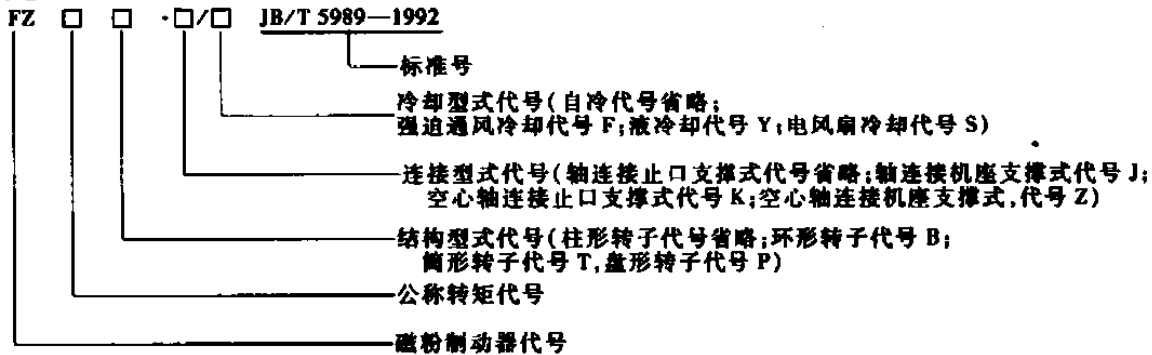 FZ □ □ ·□/□ JB/T 5989—1992
标准号
冷却型式代号(自冷代号省略;
强迫通风冷却代号 F;液冷却代号 Y;电风扇冷却代号 S)
连接型式代号(轴连接止口支撑式代号省略;轴连接机座支撑式代号 J;
空心轴连接止口支撑式代号 K;空心轴连接机座支撑式,代号 Z)
结构型式代号(柱形转子代号省略;环形转子代号 B;
筒形转子代号 T,盘形转子代号 P)
公称转矩代号
磁粉制动器代号